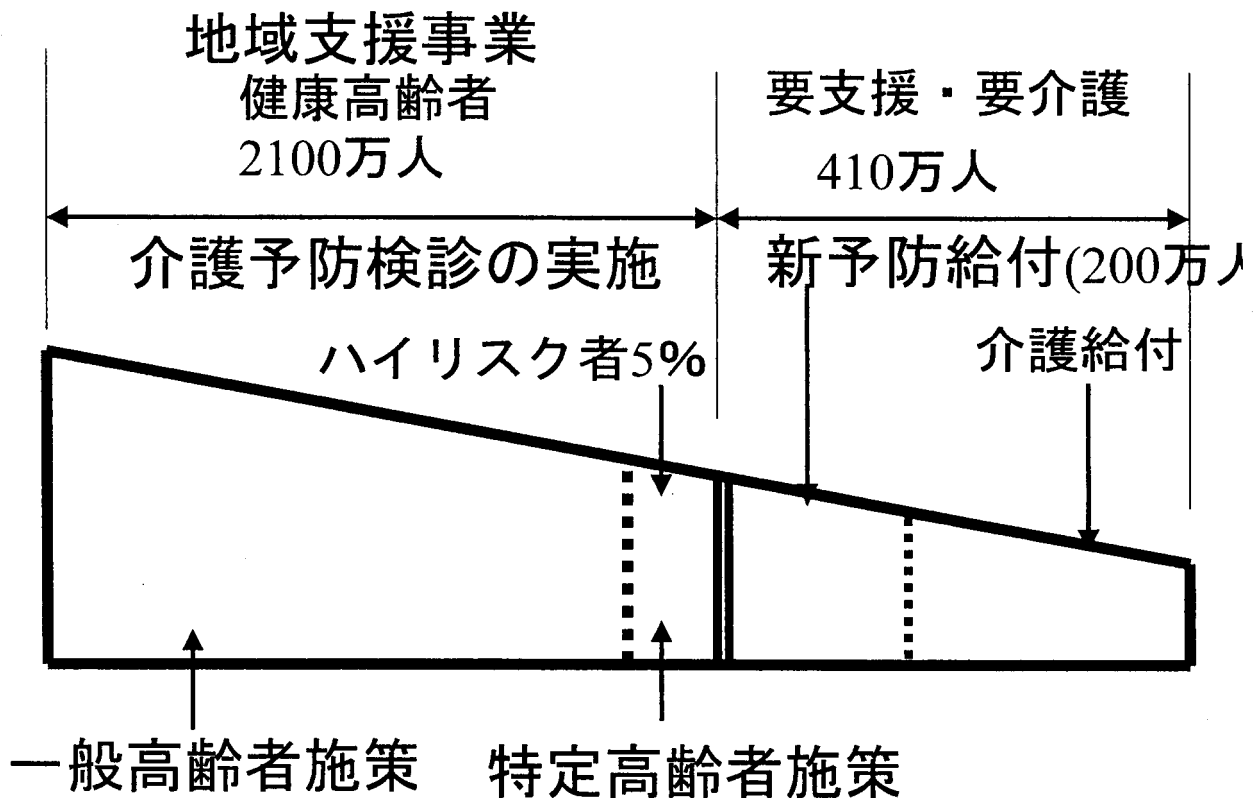 地域支援事業
健康高齢者
2100万人
要支援・要介護
410万人
介護予防検診の実施
新予防給付(200万人
ハイリスク者5%
介護給付
一般高齢者施策
特定高齢者施策